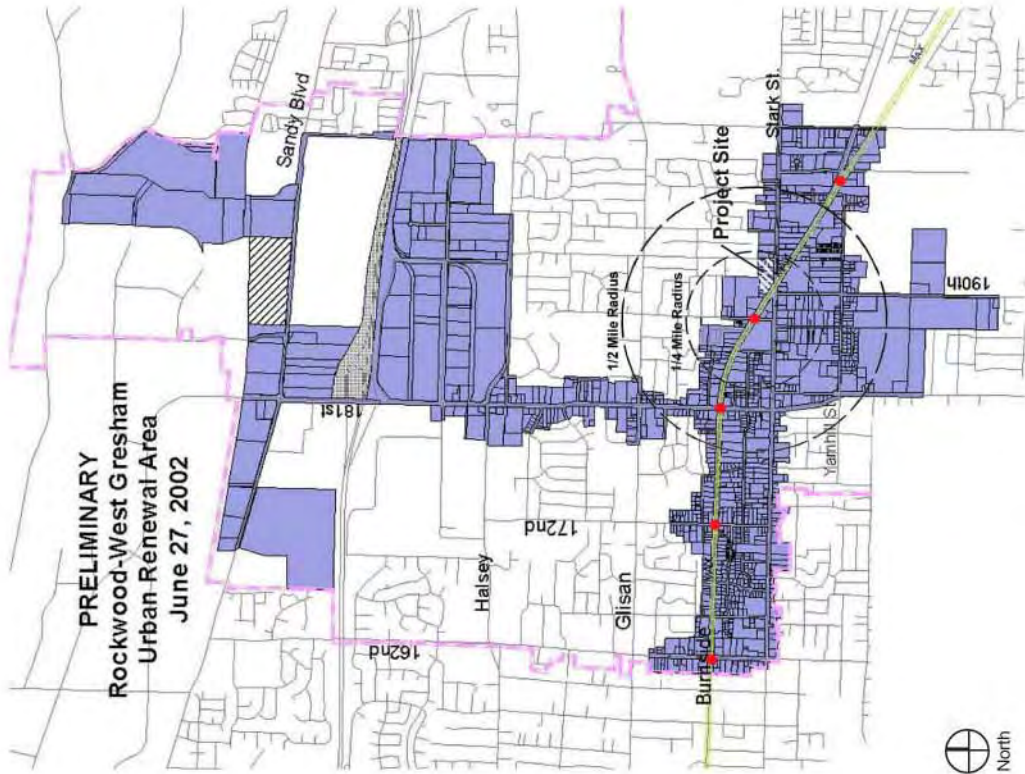 PRELIMINARY
Rockwood-West Gresham
Urban Renewal Area
June 27, 2002
Sandy Blvd
181st
172nd
162nd
Halsey
Glisan
Burnside
1/2 Mile Radius
1/4 Mile Radius
Project Site
Stark St.
MAX
190th
Yamhill St
MAX
North